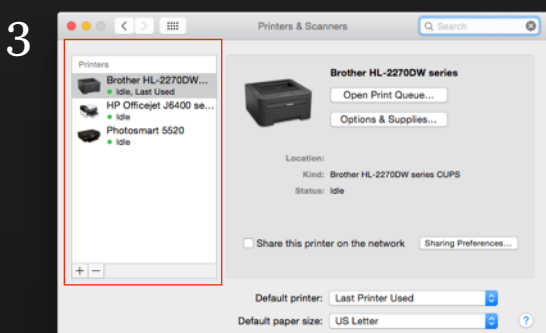 3
Printers & Scanners
Search
Printers
Brother HL-2270DW...
Idle, Last Used
HP Officejet J6400 se...
Idle
Photosmart 5520
Idle
+ −
Brother HL-2270DW series
Open Print Queue...
Options & Supplies...
Location:
Kind: Brother HL-2270DW series CUPS
Status: Idle
Share this printer on the network Sharing Preferences...
Default printer: Last Printer Used
Default paper size: US Letter
?